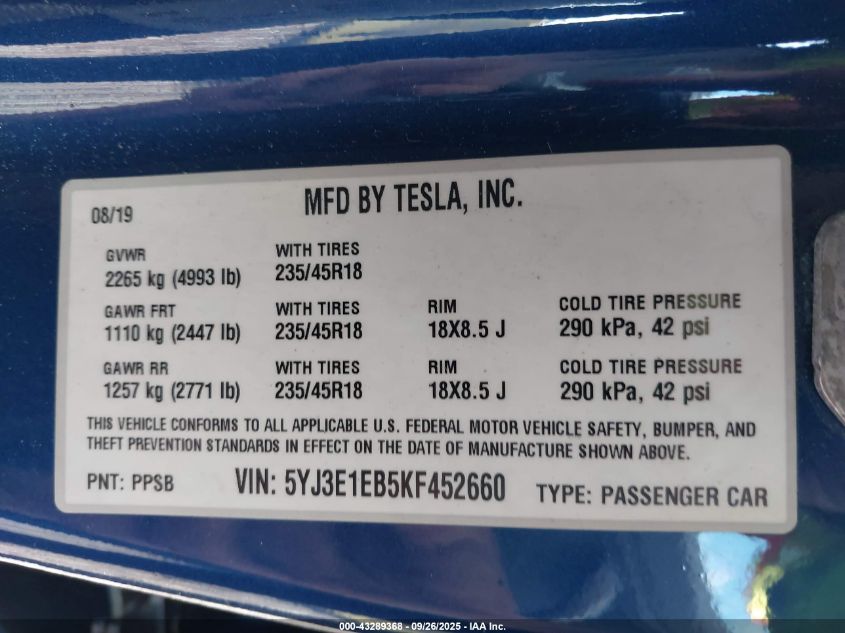 MFD BY TESLA, INC.
08/19
GVWR
2265 kg (4993 lb)
WITH TIRES
235/45R18
GAWR FRT
1110 kg (2447 lb)
WITH TIRES
235/45R18
RIM
18X8.5 J
COLD TIRE PRESSURE
290 kPa, 42 psi
GAWR RR
1257 kg (2771 lb)
WITH TIRES
235/45R18
RIM
18X8.5 J
COLD TIRE PRESSURE
290 kPa, 42 psi
THIS VEHICLE CONFORMS TO ALL APPLICABLE U.S. FEDERAL MOTOR VEHICLE SAFETY, BUMPER, AND
THEFT PREVENTION STANDARDS IN EFFECT ON THE DATE OF MANUFACTURE SHOWN ABOVE.
PNT: PPSB
VIN: 5YJ3E1EB5KF452660
TYPE: PASSENGER CAR
000-43289368 - 09/26/2025 - IAA Inc.